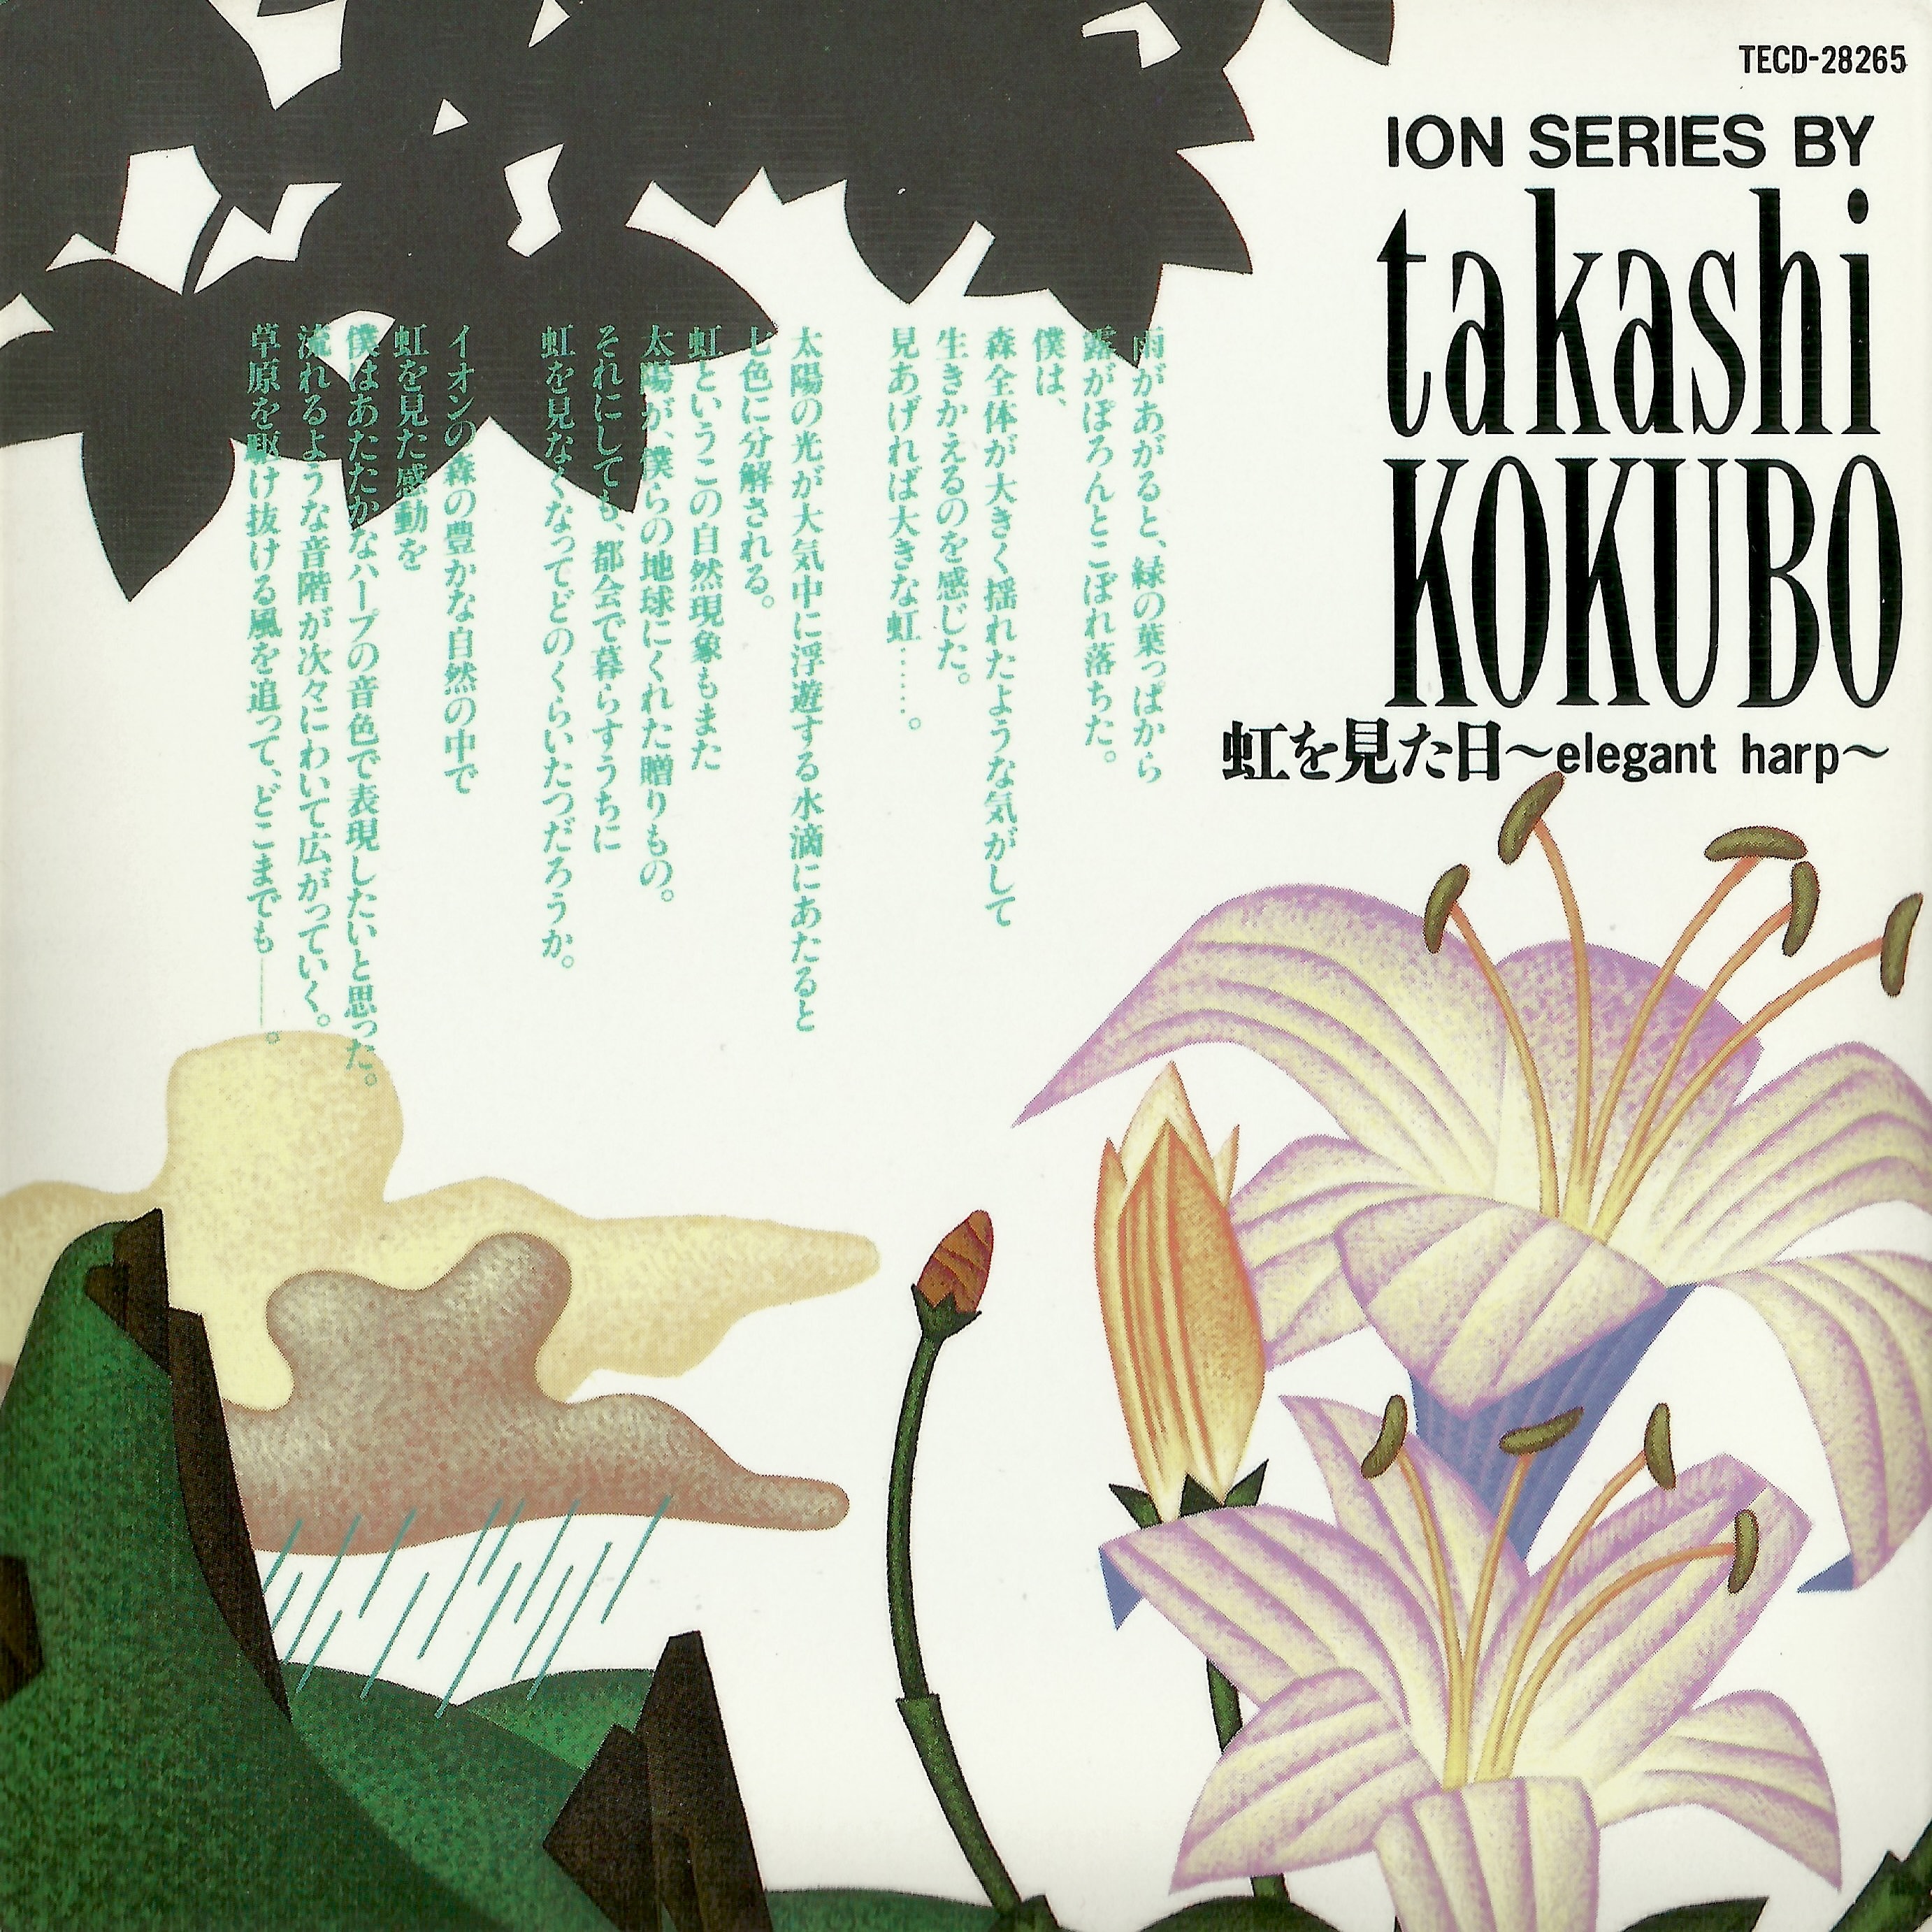 TECD-28265
ION SERIES BY
takashi
KOKUBO
虹を見た日～elegant harp～
雨があがると、緑の葉っぱから
露がぽろんとこぼれ落ちた。
僕は、
森全体が大きく揺れたような気がして
生きかえるのを感じた。
見あげれば大きな虹……。
太陽の光が大気中に浮遊する水滴にあたると
七色に分解される。
虹というこの自然現象もまた
太陽が、僕らの地球にくれた贈りもの。
それにしても、都会で暮らすうちに
虹を見なくなってどのくらいたつだろうか。
イオンの森の豊かな自然の中で
虹を見た感動を
僕はあたたかなハープの音色で表現したいと思った。
流れるような音階が次々にわいて広がっていく。
草原を駆け抜ける風を追って、どこまでも——。